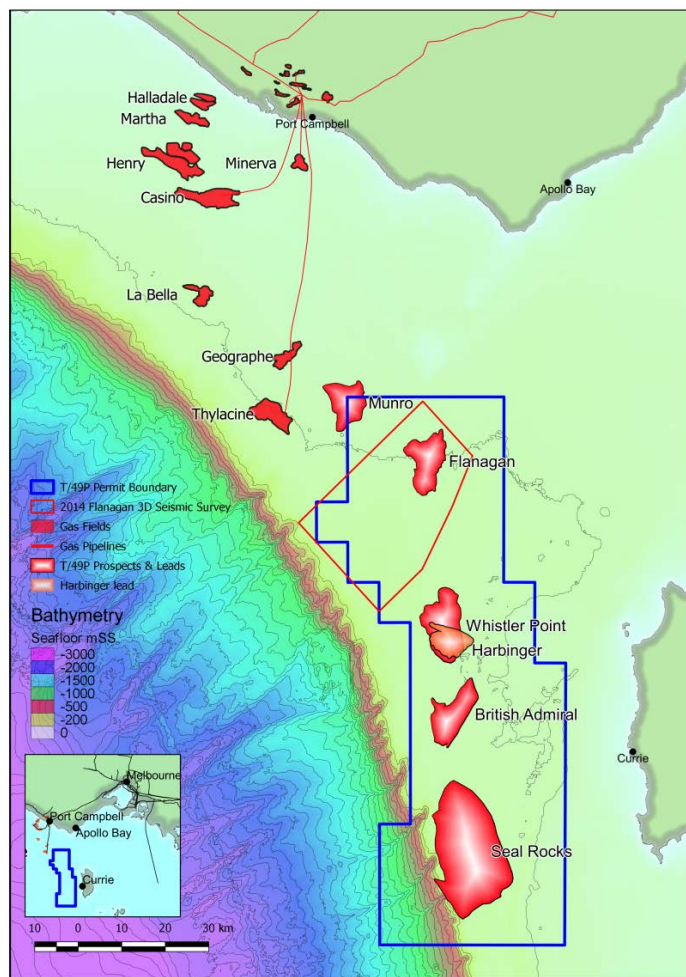 Halladale
Martha
Port Campbell
Henry
Minerva
Casino
Apollo Bay
La Bella
Geographe
Thylacine
Munro
Flanagan
T/49P Permit Boundary
2014 Flanagan 3D Seismic Survey
Gas Fields
Gas Pipelines
T/49P Prospects & Leads
Harbinger lead
Bathymetry
Seafloor mSS
-3000
-2000
-1500
-1000
-500
-200
0
Whistler Point
Harbinger
British Admiral
Currie
Seal Rocks
Melbourne
Port Campbell
Apollo Bay
e
Currie
10 0 10 20 30 km